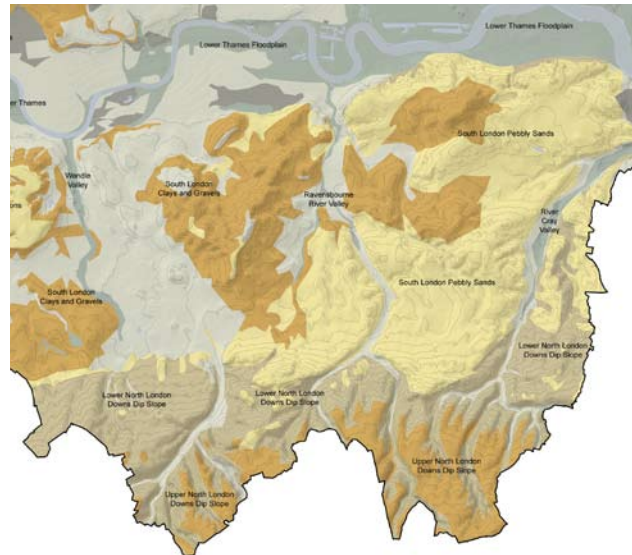 Lower Thames Floodplain
Lower Thames Floodplain
er Thames
South London Pebbly Sands
Wandle
Valley
South London
Clays and Gravels
Ravensbourne
River Valley
River
Cray
Valley
South London Pebbly Sands
South London
Clays and Gravels
Lower North London
Downs Dip Slope
Lower North London
Downs Dip Slope
Lower North London
Downs Dip Slope
Upper North London
Downs Dip Slope
Upper North London
Downs Dip Slope